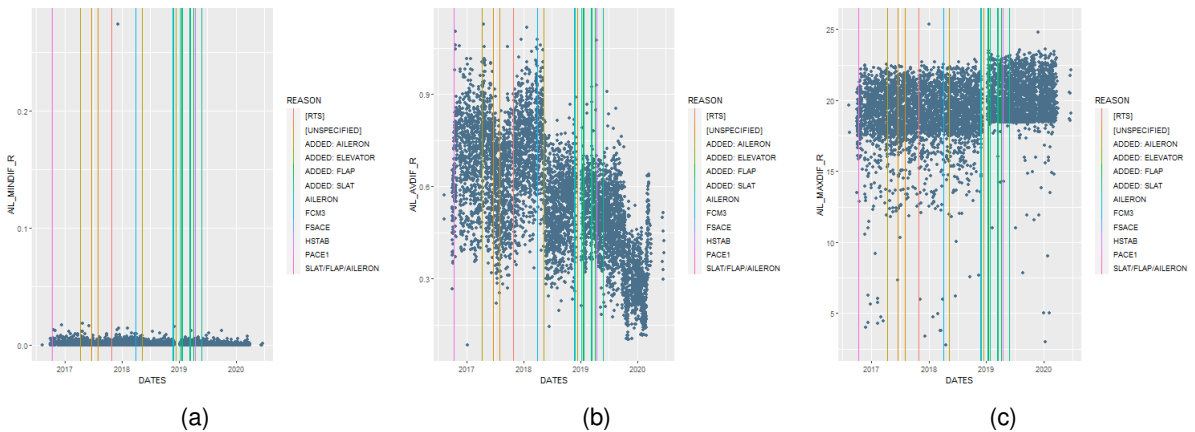 AIL_MINDIF_R
0.2
0.1
0.0
2017
2018
2019
2020
DATES
REASON
[RTS]
[UNSPECIFIED]
ADDED: AILERON
ADDED: ELEVATOR
ADDED: FLAP
ADDED: SLAT
AILERON
FCM3
FSACE
HSTAB
PACE1
SLAT/FLAP/AILERON
(a)
AIL_AVDIF_R
0.9
0.6
0.3
2017
2018
2019
2020
DATES
REASON
[RTS]
[UNSPECIFIED]
ADDED: AILERON
ADDED: ELEVATOR
ADDED: FLAP
ADDED: SLAT
AILERON
FCM3
FSACE
HSTAB
PACE1
SLAT/FLAP/AILERON
(b)
AIL_MAXDIF_R
25
20
15
10
5
2017
2018
2019
2020
DATES
REASON
[RTS]
[UNSPECIFIED]
ADDED: AILERON
ADDED: ELEVATOR
ADDED: FLAP
ADDED: SLAT
AILERON
FCM3
FSACE
HSTAB
PACE1
SLAT/FLAP/AILERON
(c)